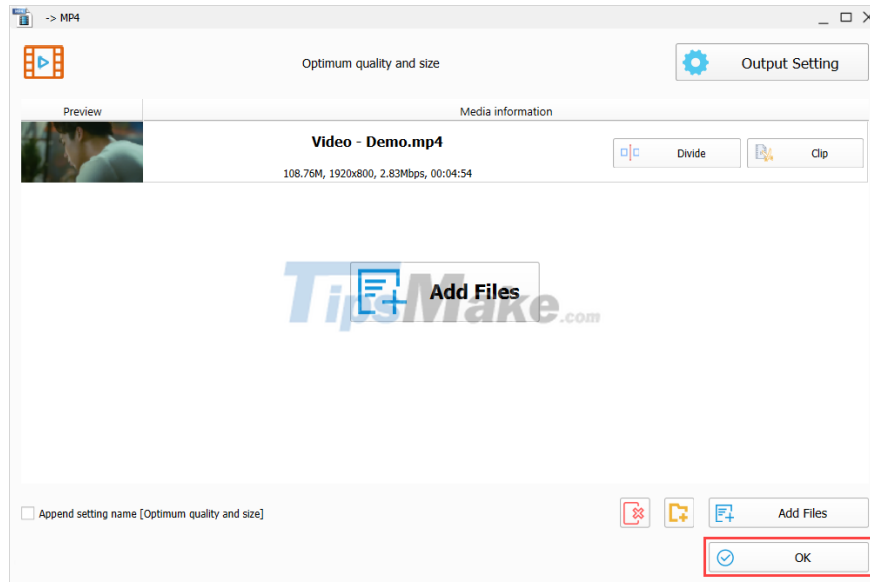 -> MP4
Optimum quality and size
Output Setting
Preview
Media information
Video - Demo.mp4
108.76M, 1920x800, 2.83Mbps, 00:04:54
Divide
Clip
Add Files
TipsMake.com
Append setting name [Optimum quality and size]
Add Files
OK